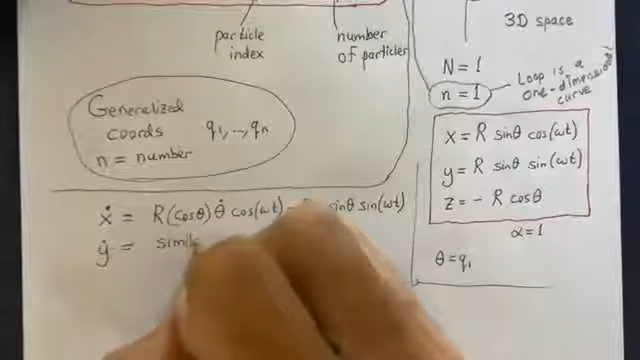 particle
index
number
of particles
Generalized
coords q₁, .., qₙ
n = number
ẋ = R(cosθ) θ̇ cos(ωt) - sinθ sin(ωt)
ẏ =
3D space
N = 1
n = 1
Loop is a
one-dimensional
curve
x = R sinθ cos(ωt)
y = R sinθ sin(ωt)
z = - R cosθ
α = 1
θ = q₁